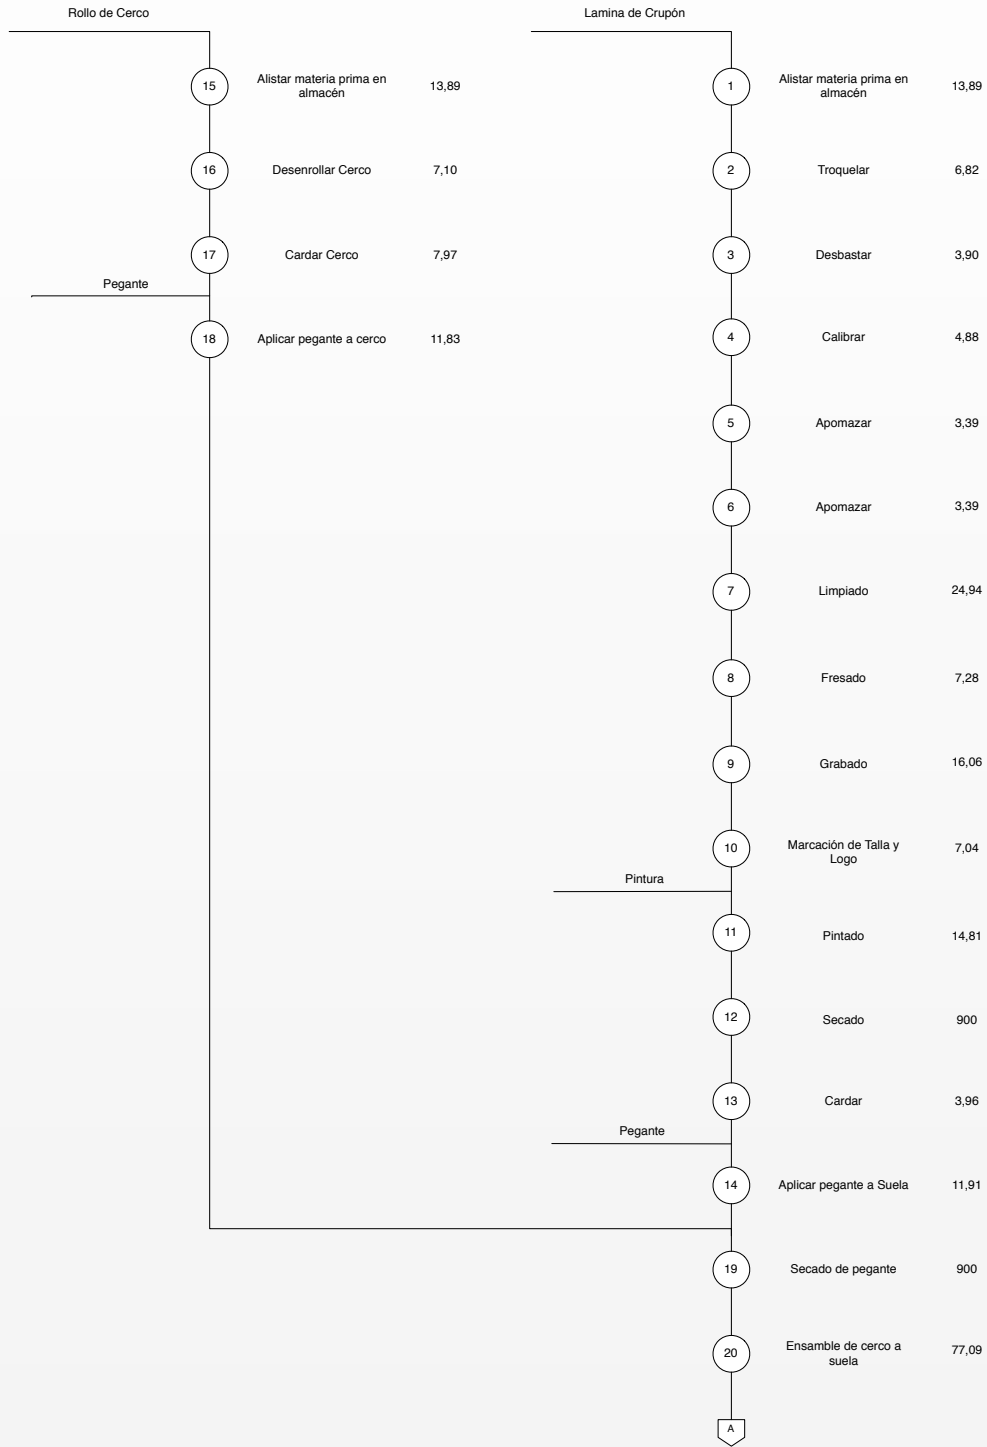 Rollo de Cerco
15
Alistar materia prima en
almacén
13,89
16
Desenrollar Cerco
7,10
17
Cardar Cerco
7,97
Pegante
18
Aplicar pegante a cerco
11,83
Lamina de Crupón
1
Alistar materia prima en
almacén
13,89
2
Troquelar
6,82
3
Desbastar
3,90
4
Calibrar
4,88
5
Apomazar
3,39
6
Apomazar
3,39
7
Limpiado
24,94
8
Fresado
7,28
9
Grabado
16,06
10
Marcación de Talla y
Logo
7,04
Pintura
11
Pintado
14,81
12
Secado
900
13
Cardar
3,96
Pegante
14
Aplicar pegante a Suela
11,91
19
Secado de pegante
900
20
Ensamble de cerco a
suela
77,09
A